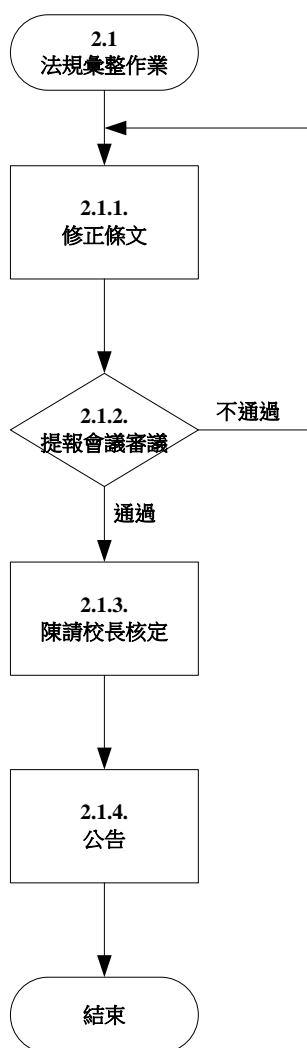 2.1
法規彙整作業
2.1.1.
修正條文
2.1.2.
提報會議審議
不通過
通過
2.1.3.
陳請校長核定
2.1.4.
公告
結束